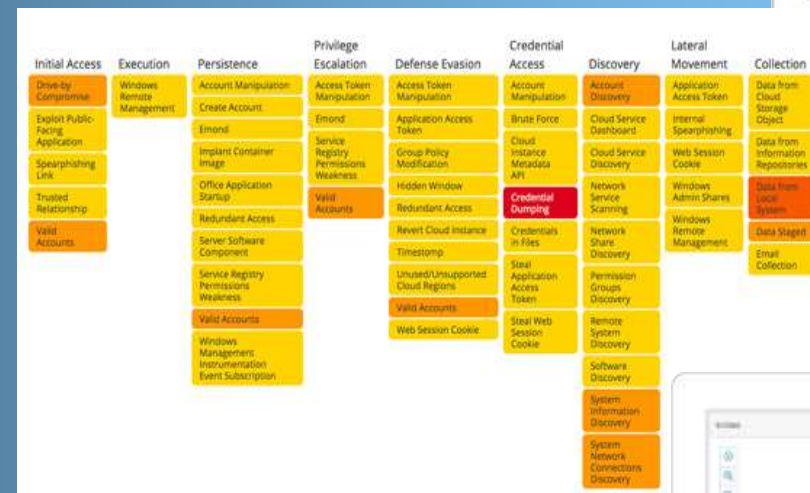 Initial Access
Drive-by
Compromise
Exploit Public-
Facing
Application
Spearphishing
Link
Trusted
Relationship
Valid
Accounts
Execution
Windows
Remote
Management
Persistence
Account Manipulation
Create Account
Emond
Implant Container
Image
Office Application
Startup
Redundant Access
Server Software
Component
Service Registry
Permissions
Weakness
Valid Accounts
Windows
Management
Instrumentation
Event Subscription
Privilege
Escalation
Access Token
Manipulation
Emond
Service
Registry
Permissions
Weakness
Valid
Accounts
Defense Evasion
Access Token
Manipulation
Application Access
Token
Group Policy
Modification
Hidden Window
Redundant Access
Revert Cloud Instance
Timestomp
Unused/Unsupported
Cloud Regions
Valid Accounts
Web Session Cookie
Credential
Access
Account
Manipulation
Brute Force
Cloud
Instance
Metadata
API
Credential
Dumping
Credentials
in Files
Steal
Application
Access
Token
Steal Web
Session
Cookie
Discovery
Account
Discovery
Cloud Service
Dashboard
Cloud Service
Discovery
Network
Service
Scanning
Network
Share
Discovery
Permission
Groups
Discovery
Remote
System
Discovery
Software
Discovery
System
Information
Discovery
System
Network
Connections
Discovery
Lateral
Movement
Application
Access Token
Internal
Spearphishing
Web Session
Cookie
Windows
Admin Shares
Windows
Remote
Management
Collection
Data from
Cloud
Storage
Object
Data from
Information
Repositories
Data from
Local
System
Data Staged
Email
Collection